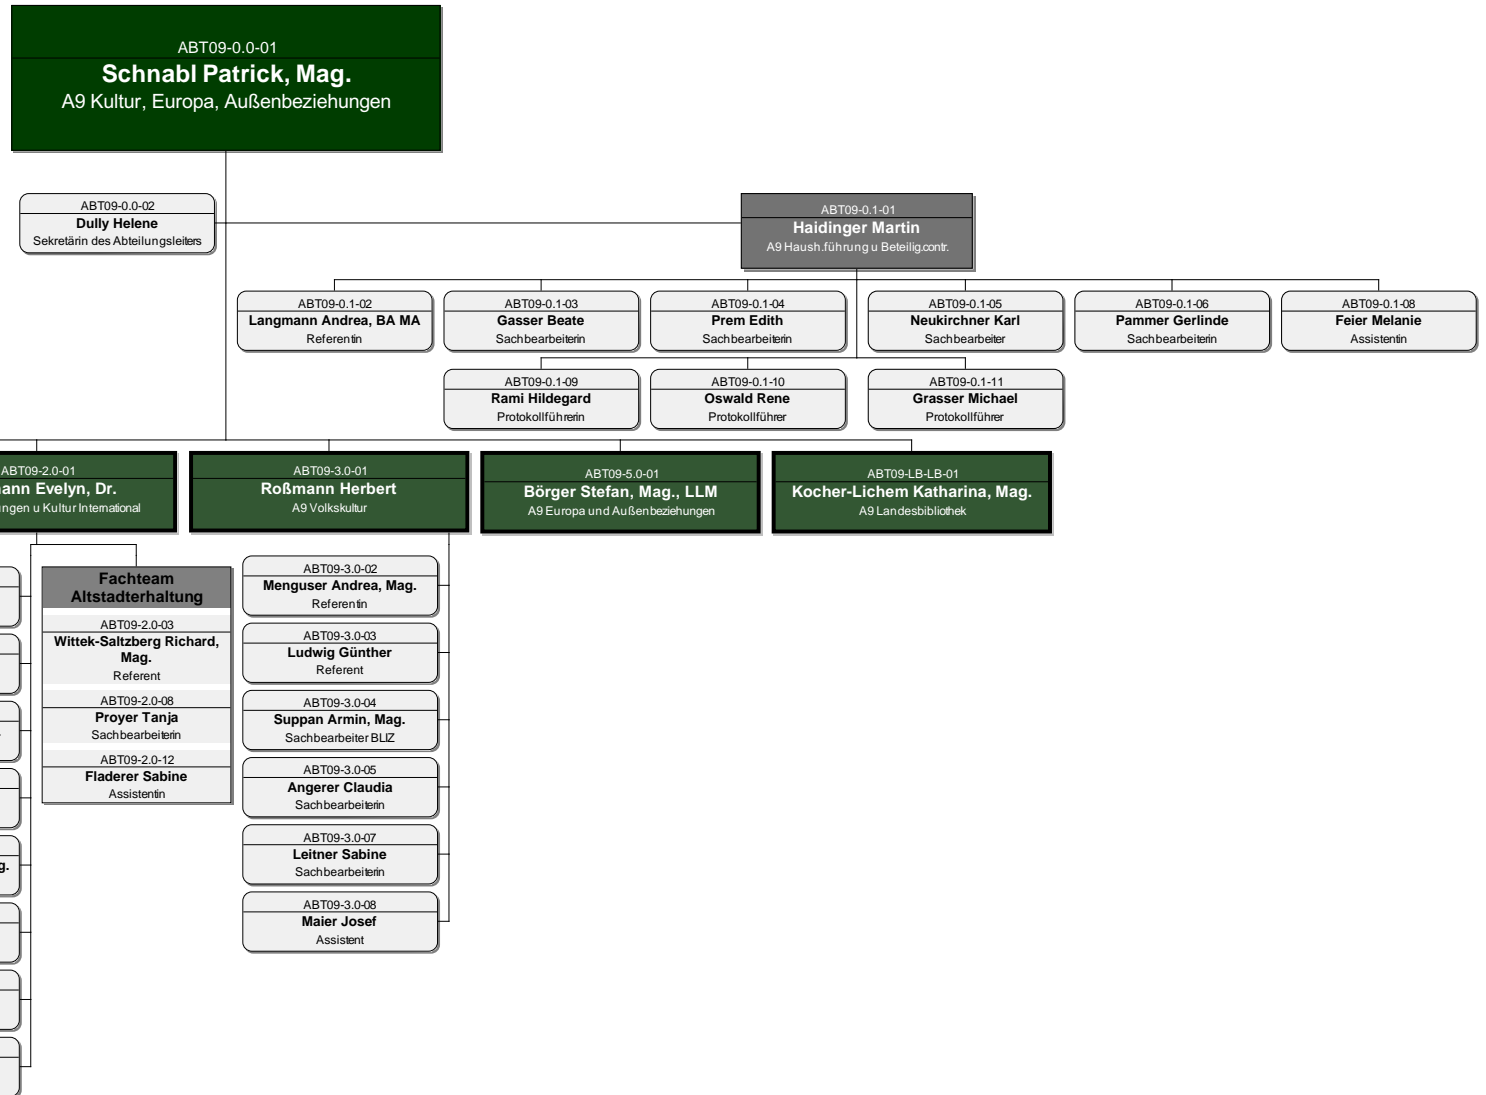 ABT09-0.0-01
Schnabl Patrick, Mag.
A9 Kultur, Europa, Außenbeziehungen
ABT09-0.0-02
Dully Helene
Sekretärin des Abteilungsleiters
ABT09-0.1-01
Haidinger Martin
A9 Haush.führung u Beteilig.contr.
ABT09-0.1-02
Langmann Andrea, BA MA
Referentin
ABT09-0.1-03
Gasser Beate
Sachbearbeiterin
ABT09-0.1-04
Prem Edith
Sachbearbeiterin
ABT09-0.1-05
Neukirchner Karl
Sachbearbeiter
ABT09-0.1-06
Pammer Gerlinde
Sachbearbeiterin
ABT09-0.1-08
Feier Melanie
Assistentin
ABT09-0.1-09
Rami Hildegard
Protokollführerin
ABT09-0.1-10
Oswald Rene
Protokollführer
ABT09-0.1-11
Grasser Michael
Protokollführer
ABT09-2.0-01
Evelyn, Dr.
u Kultur International
ABT09-3.0-01
Roßmann Herbert
A9 Volkskultur
ABT09-5.0-01
Börger Stefan, Mag., LLM
A9 Europa und Außenbeziehungen
ABT09-LB-LB-01
Kocher-Lichem Katharina, Mag.
A9 Landesbibliothek
Fachteam
Altstadterhaltung
ABT09-2.0-03
Wittek-Saltzberg Richard,
Mag.
Referent
ABT09-2.0-08
Proyer Tanja
Sachbearbeiterin
ABT09-2.0-12
Fladerer Sabine
Assistentin
ABT09-3.0-02
Menguser Andrea, Mag.
Referentin
ABT09-3.0-03
Ludwig Günther
Referent
ABT09-3.0-04
Suppan Armin, Mag.
Sachbearbeiter BLIZ
ABT09-3.0-05
Angerer Claudia
Sachbearbeiterin
ABT09-3.0-07
Leitner Sabine
Sachbearbeiterin
ABT09-3.0-08
Maier Josef
Assistent